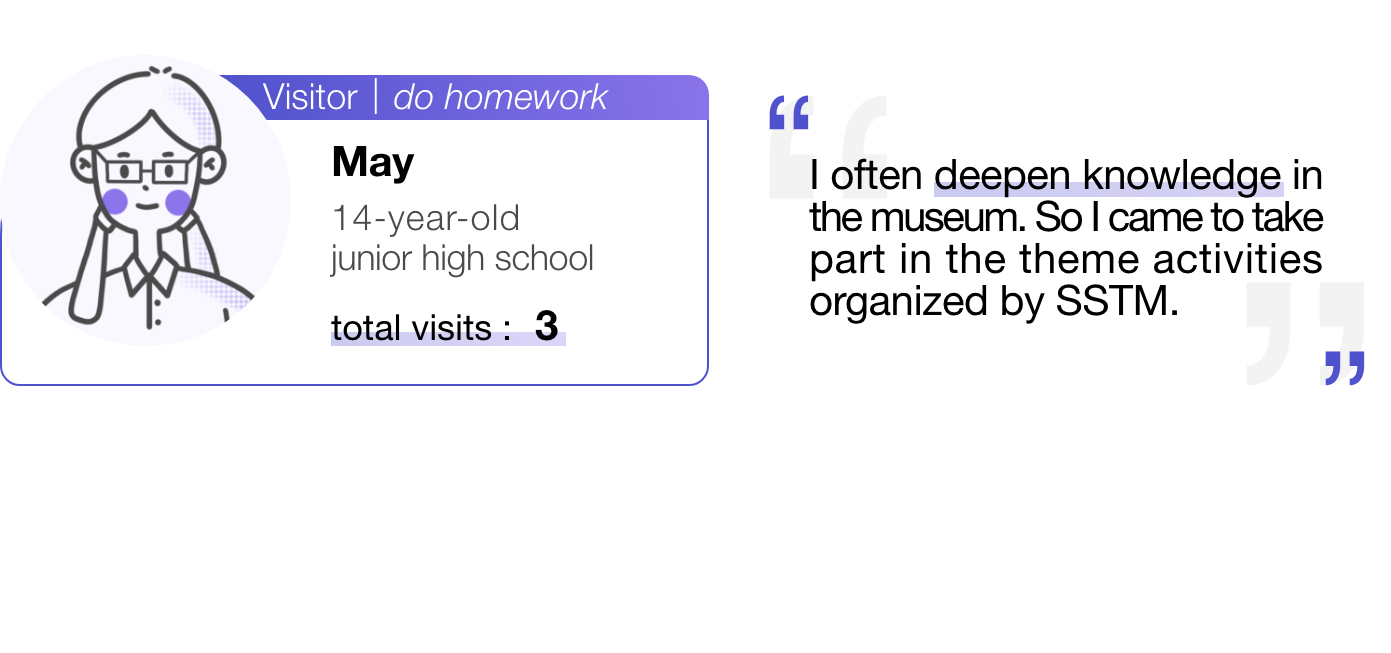 Visitor | do homework
May
14-year-old
junior high school
total visits : 3
“
I often deepen knowledge in
the museum. So I came to take
part in the theme activities
organized by SSTM.
”